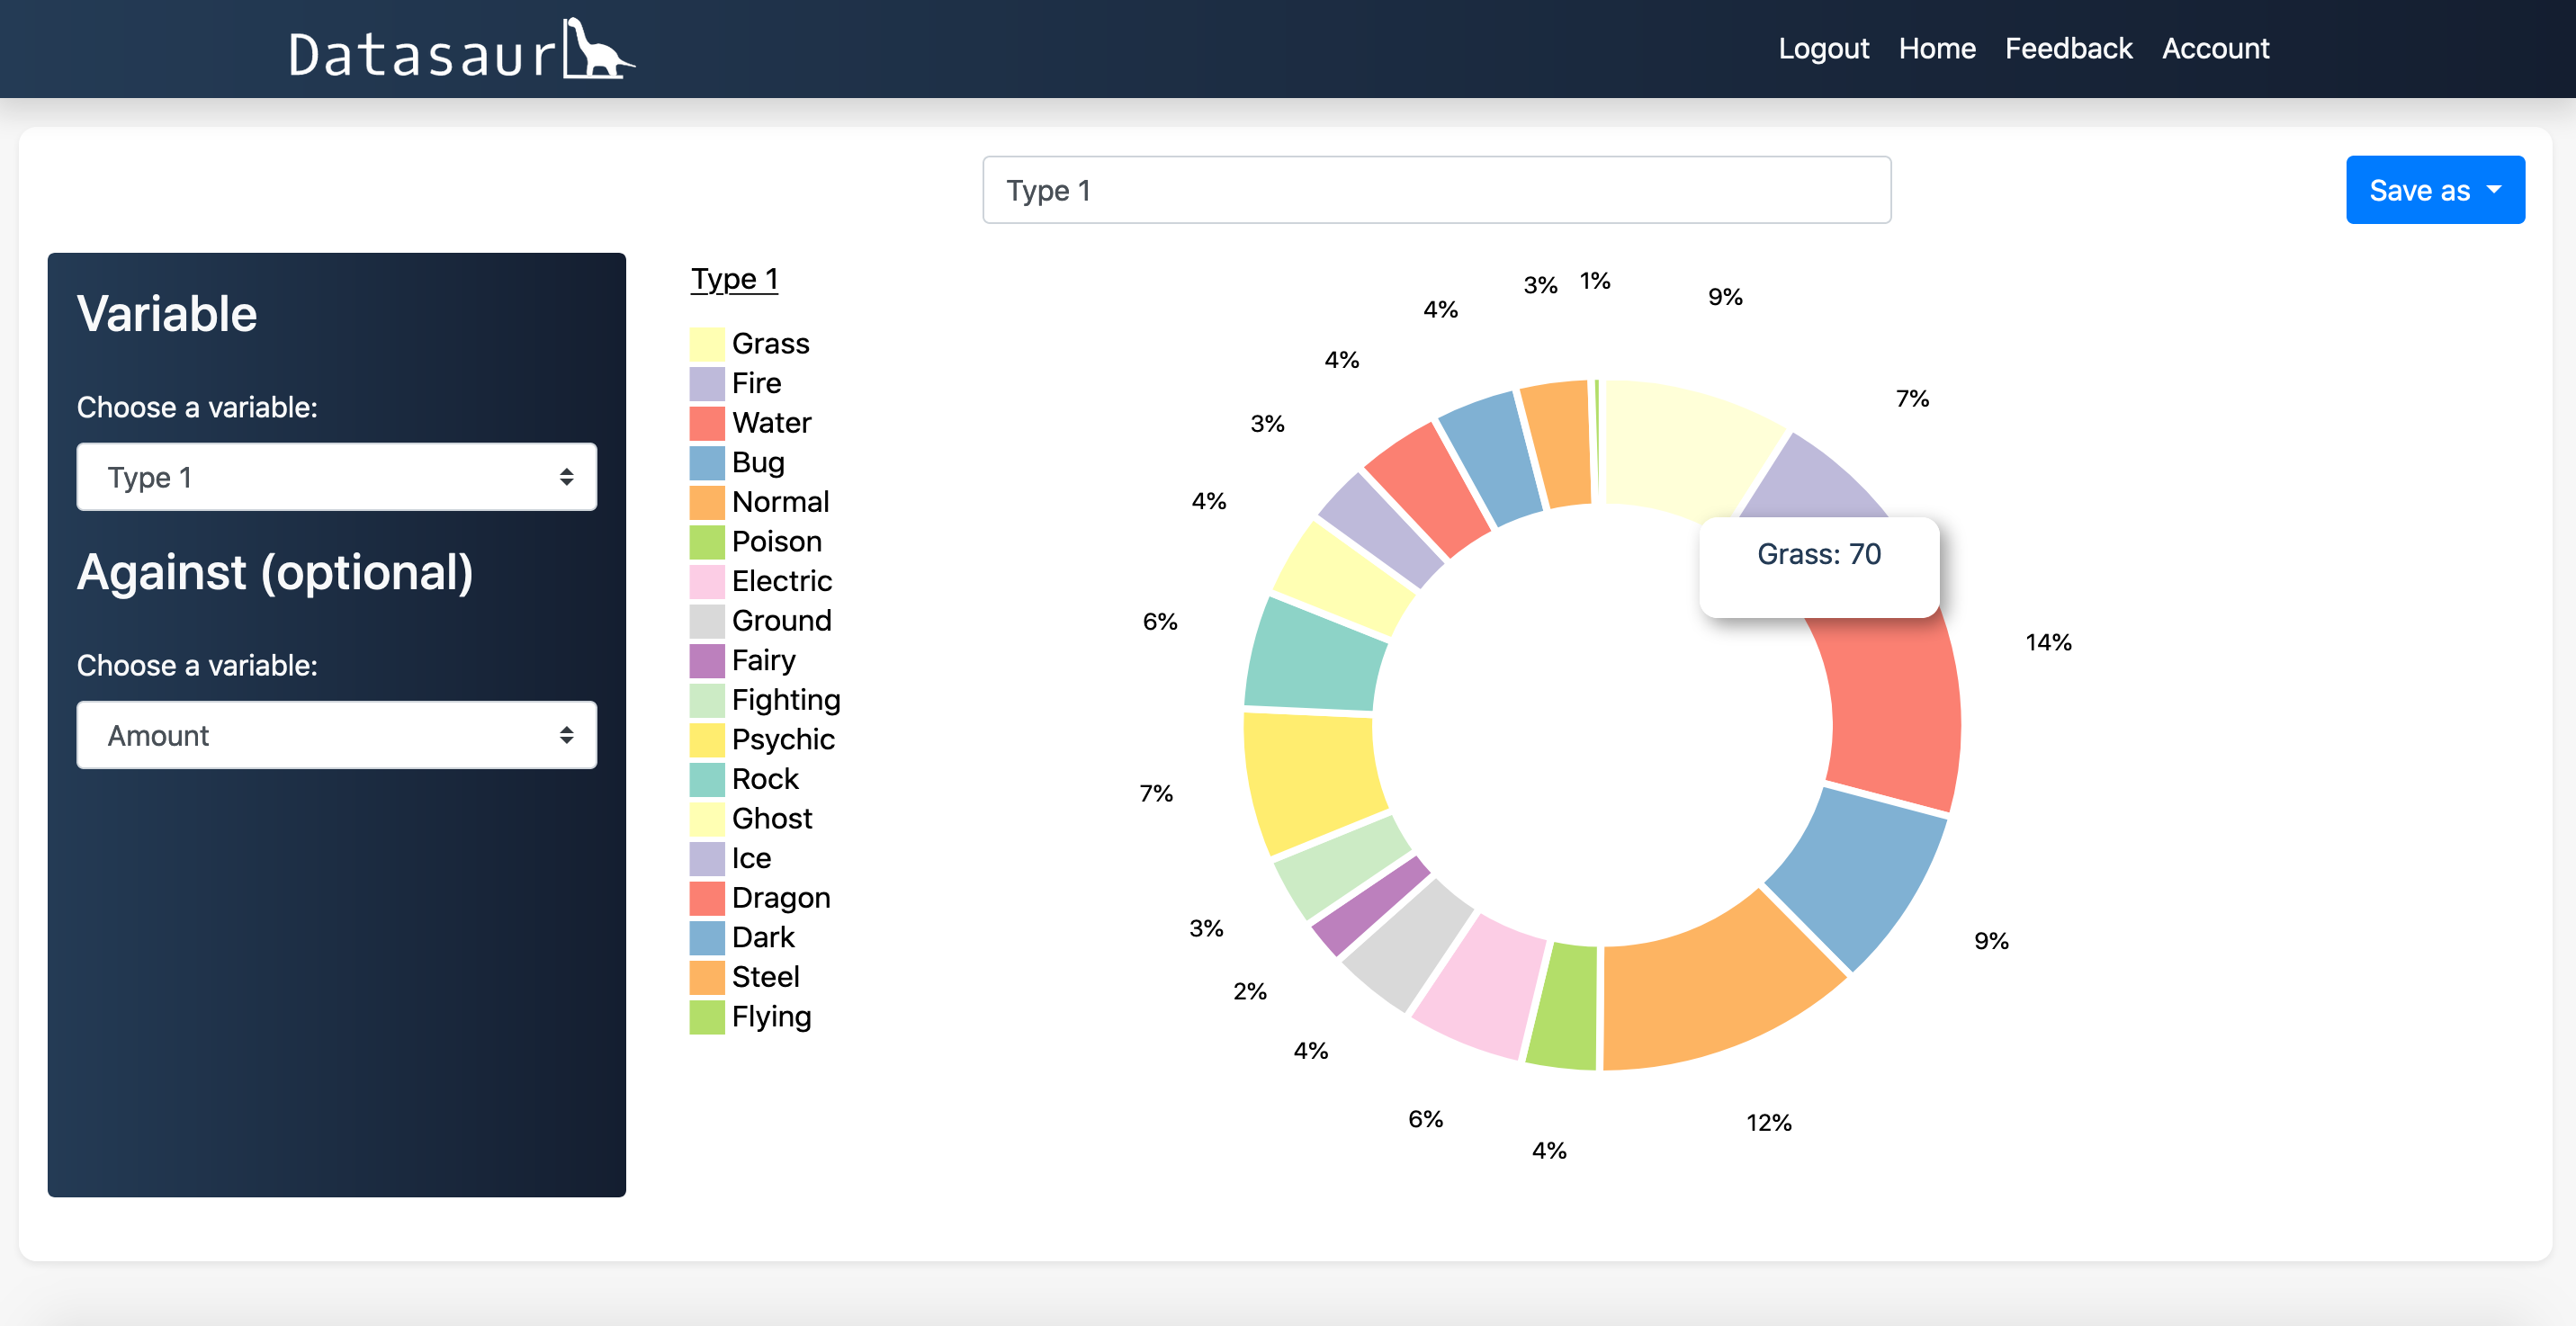 Datasaur
Logout Home Feedback Account
Type 1
Save as
Variable
Choose a variable:
Type 1
Against (optional)
Choose a variable:
Amount
Type 1
Grass
Fire
Water
Bug
Normal
Poison
Electric
Ground
Fairy
Fighting
Psychic
Rock
Ghost
Ice
Dragon
Dark
Steel
Flying
9%
7%
14%
9%
12%
4%
6%
4%
2%
3%
7%
6%
4%
3%
4%
4%
3%
1%
Grass: 70